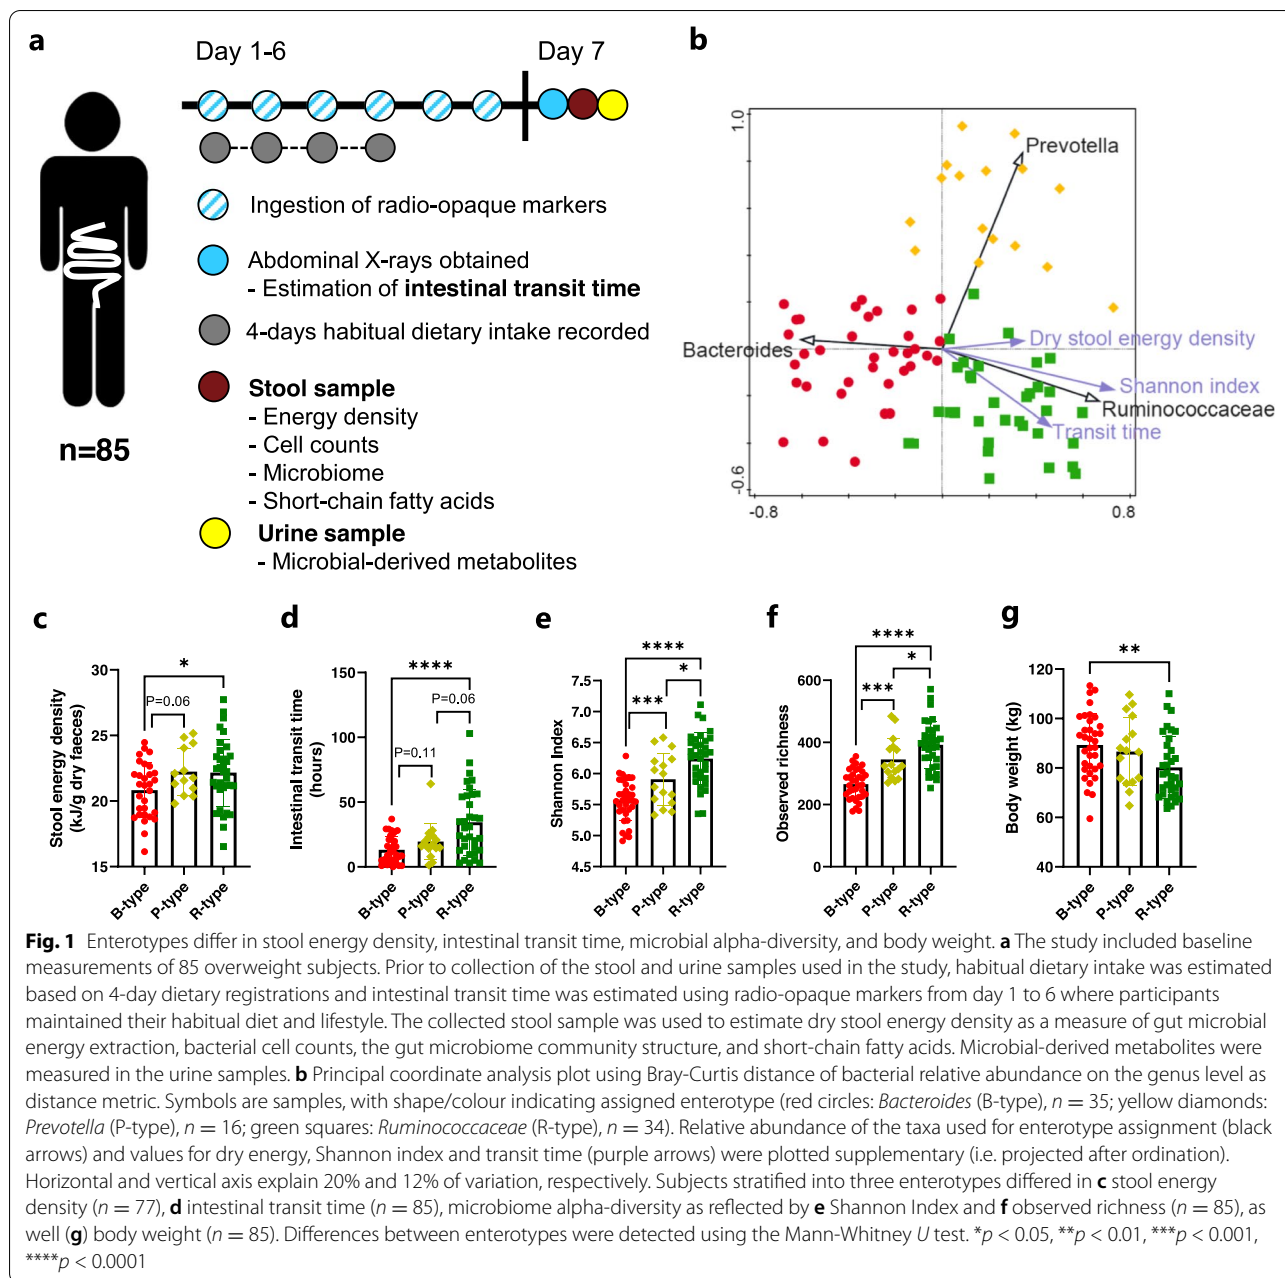 a
Day 1-6
Day 7
Ingestion of radio-opaque markers
Abdominal X-rays obtained
- Estimation of intestinal transit time
4-days habitual dietary intake recorded
Stool sample
- Energy density
- Cell counts
- Microbiome
- Short-chain fatty acids
Urine sample
- Microbial-derived metabolites
n=85
b
1.0
Prevotella
Bacteroides
Dry stool energy density
Shannon index
Ruminococcaceae
Transit time
-0.6
-0.8
0.8
c
Stool energy density
(kJ/g dry faeces)
30
25
20
15
*
P=0.06
B-type
P-type
R-type
d
Intestinal transit time
(hours)
150
100
50
0
****
P=0.06
P=0.11
B-type
P-type
R-type
e
Shannon Index
7.5
7.0
6.5
6.0
5.5
5.0
4.5
****
*
***
B-type
P-type
R-type
f
Observed richness
600
400
200
0
****
*
***
B-type
P-type
R-type
g
Body weight (kg)
120
100
80
60
40
**
B-type
P-type
R-type
Fig. 1 Enterotypes differ in stool energy density, intestinal transit time, microbial alpha-diversity, and body weight. a The study included baseline
measurements of 85 overweight subjects. Prior to collection of the stool and urine samples used in the study, habitual dietary intake was estimated
based on 4-day dietary registrations and intestinal transit time was estimated using radio-opaque markers from day 1 to 6 where participants
maintained their habitual diet and lifestyle. The collected stool sample was used to estimate dry stool energy density as a measure of gut microbial
energy extraction, bacterial cell counts, the gut microbiome community structure, and short-chain fatty acids. Microbial-derived metabolites were
measured in the urine samples. b Principal coordinate analysis plot using Bray-Curtis distance of bacterial relative abundance on the genus level as
distance metric. Symbols are samples, with shape/colour indicating assigned enterotype (red circles: Bacteroides (B-type), n = 35; yellow diamonds:
Prevotella (P-type), n = 16; green squares: Ruminococcaceae (R-type), n = 34). Relative abundance of the taxa used for enterotype assignment (black
arrows) and values for dry energy, Shannon index and transit time (purple arrows) were plotted supplementary (i.e. projected after ordination).
Horizontal and vertical axis explain 20% and 12% of variation, respectively. Subjects stratified into three enterotypes differed in c stool energy
density (n = 77), d intestinal transit time (n = 85), microbiome alpha-diversity as reflected by e Shannon Index and f observed richness (n = 85), as
well (g) body weight (n = 85). Differences between enterotypes were detected using the Mann-Whitney U test. *p < 0.05, **p < 0.01, ***p < 0.001,
****p < 0.0001